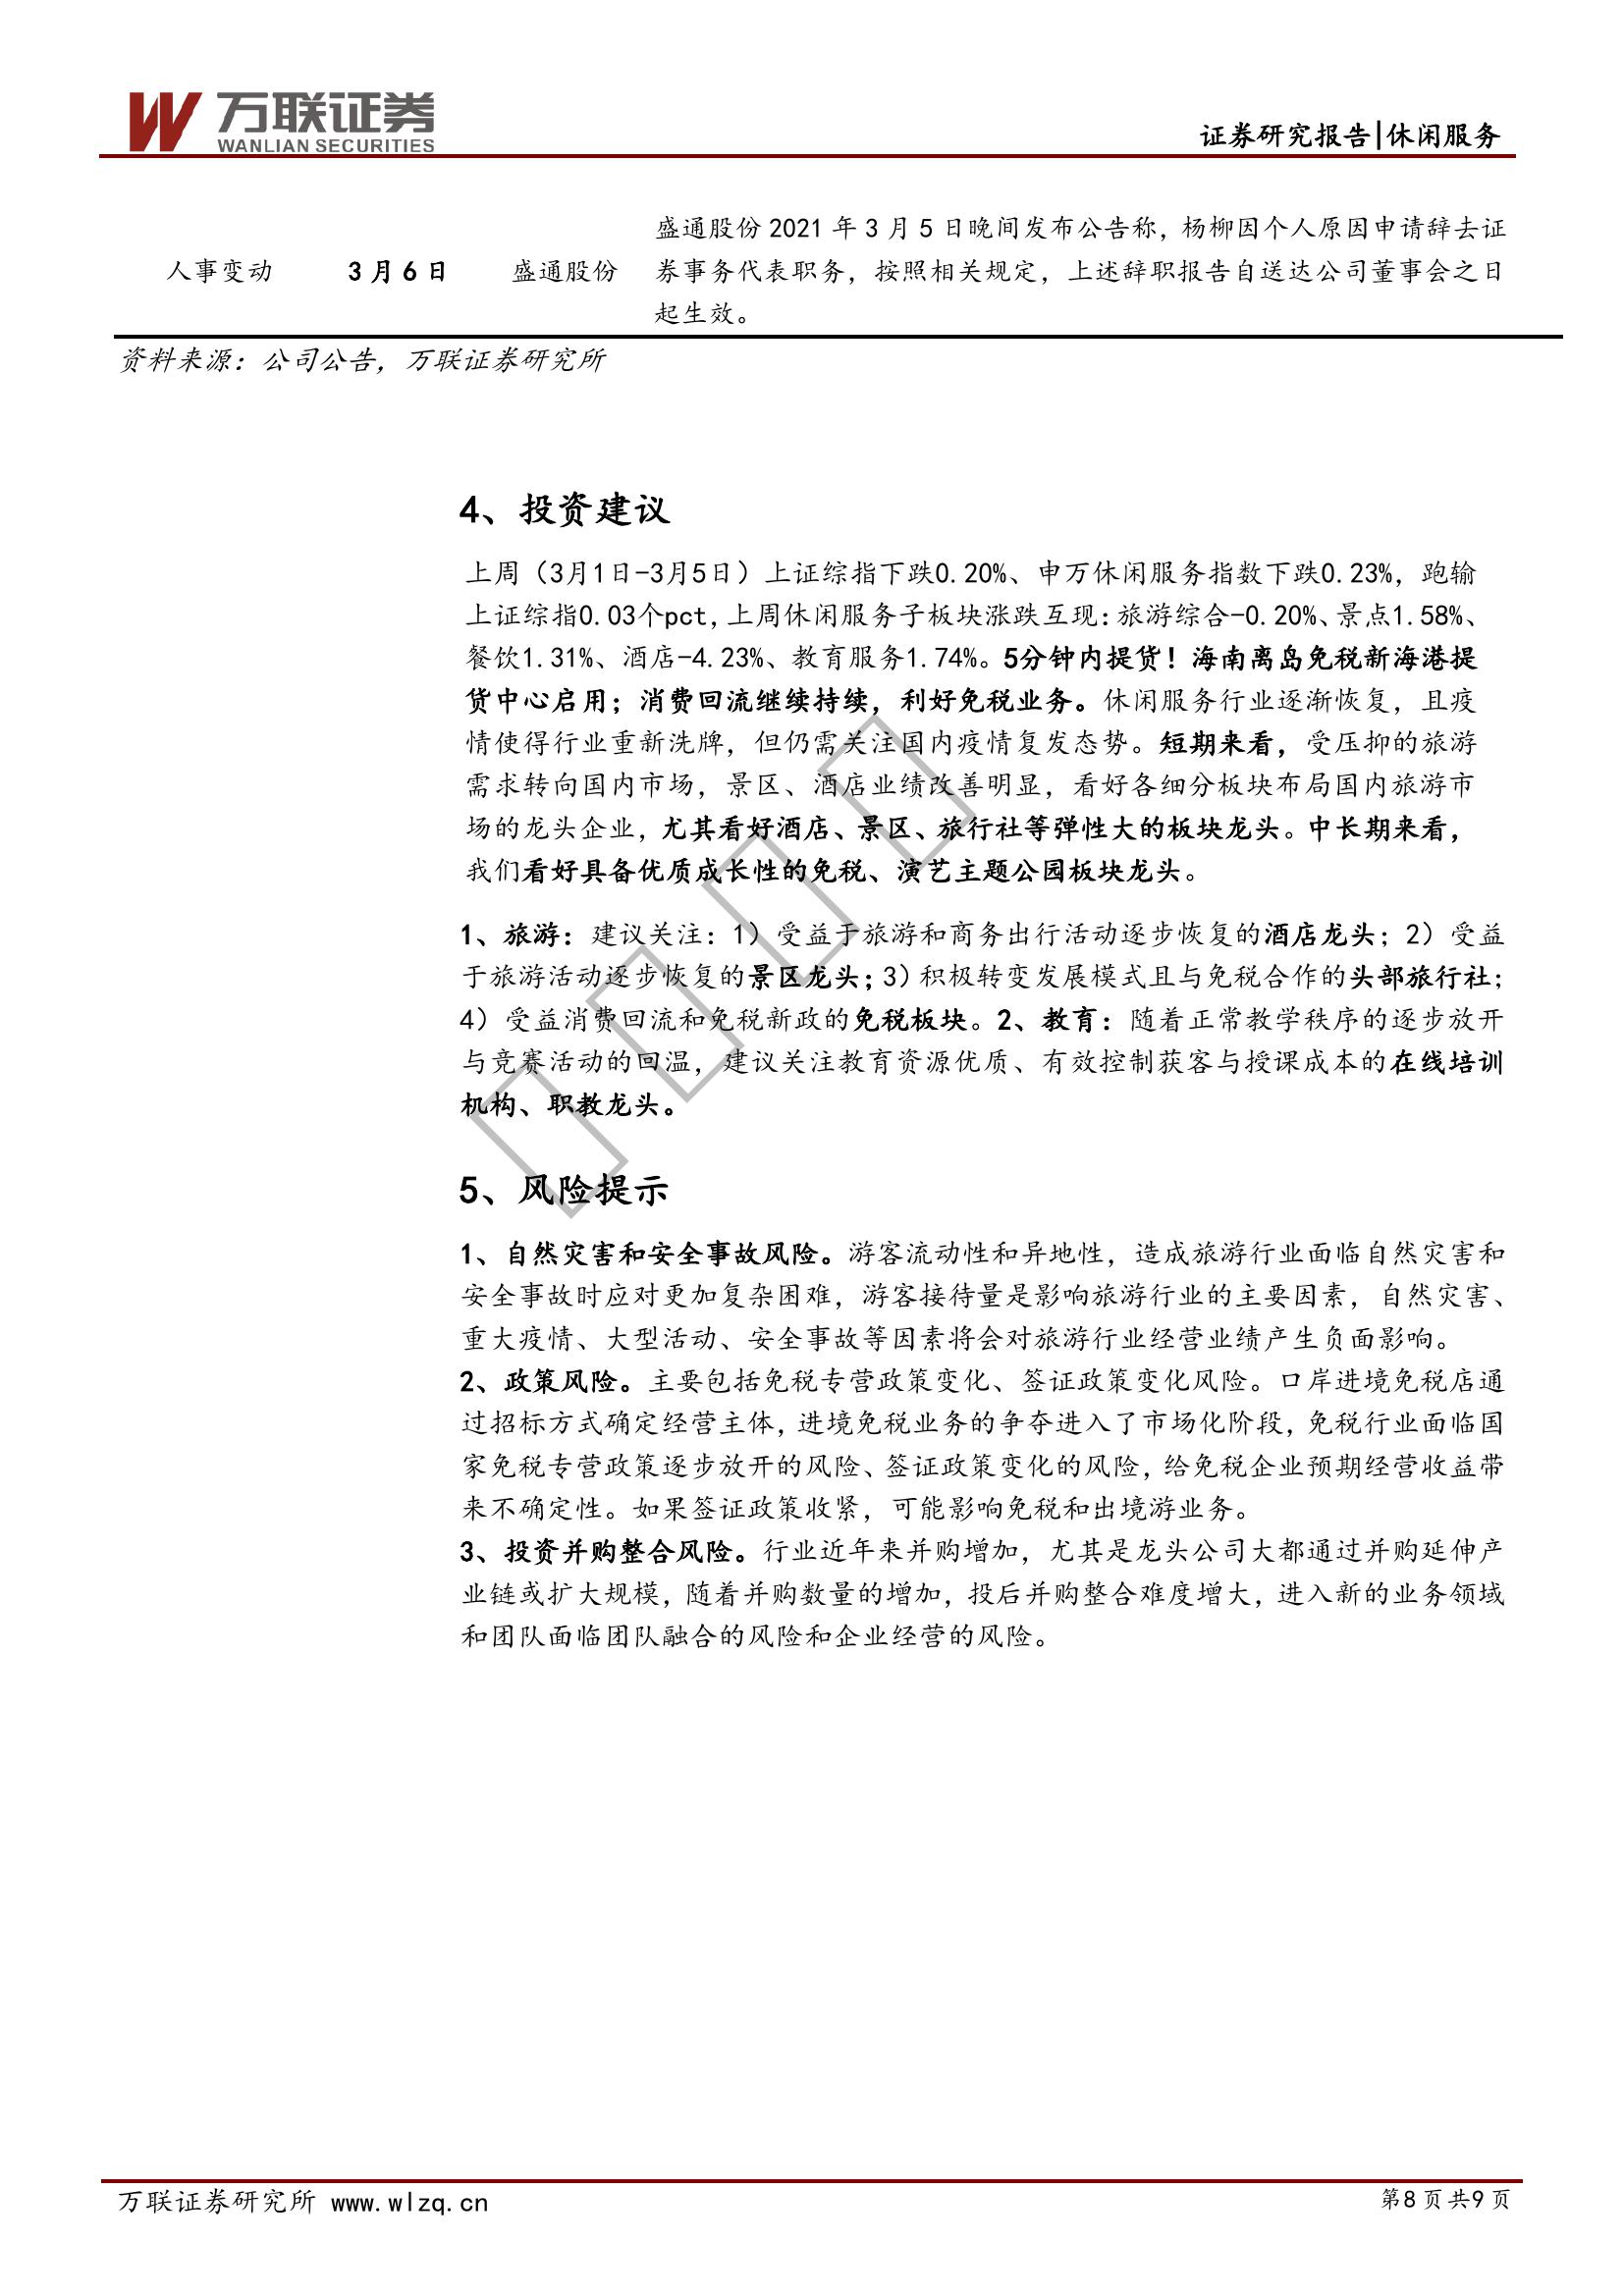 万联证券
WANLIAN SECURITIES
证券研究报告|休闲服务
盛通股份 2021 年 3 月 5 日晚间发布公告称，杨柳因个人原因申请辞去证
人事变动 3 月 6 日 盛通股份 券事务代表职务，按照相关规定，上述辞职报告自送达公司董事会之日
起生效。
资料来源：公司公告，万联证券研究所
4、投资建议
上周（3月1日-3月5日）上证综指下跌0.20%、申万休闲服务指数下跌0.23%，跑输
上证综指0.03个pct，上周休闲服务子板块涨跌互现：旅游综合-0.20%、景点1.58%、
餐饮1.31%、酒店-4.23%、教育服务1.74%。5分钟内提货！海南离岛免税新海港提
货中心启用；消费回流继续持续，利好免税业务。休闲服务行业逐渐恢复，且疫
情使得行业重新洗牌，但仍需关注国内疫情复发态势。短期来看，受压抑的旅游
需求转向国内市场，景区、酒店业绩改善明显，看好各细分板块布局国内旅游市
场的龙头企业，尤其看好酒店、景区、旅行社等弹性大的板块龙头。中长期来看，
我们看好具备优质成长性的免税、演艺主题公园板块龙头。
1、旅游：建议关注：1）受益于旅游和商务出行活动逐步恢复的酒店龙头；2）受益
于旅游活动逐步恢复的景区龙头；3）积极转变发展模式且与免税合作的头部旅行社；
4）受益消费回流和免税新政的免税板块。2、教育：随着正常教学秩序的逐步放开
与竞赛活动的回温，建议关注教育资源优质、有效控制获客与授课成本的在线培训
机构、职教龙头。
5、风险提示
1、自然灾害和安全事故风险。游客流动性和异地性，造成旅游行业面临自然灾害和
安全事故时应对更加复杂困难，游客接待量是影响旅游行业的主要因素，自然灾害、
重大疫情、大型活动、安全事故等因素将会对旅游行业经营业绩产生负面影响。
2、政策风险。主要包括免税专营政策变化、签证政策变化风险。口岸进境免税店通
过招标方式确定经营主体，进境免税业务的争夺进入了市场化阶段，免税行业面临国
家免税专营政策逐步放开的风险、签证政策变化的风险，给免税企业预期经营收益带
来不确定性。如果签证政策收紧，可能影响免税和出境游业务。
3、投资并购整合风险。行业近年来并购增加，尤其是龙头公司大都通过并购延伸产
业链或扩大规模，随着并购数量的增加，投后并购整合难度增大，进入新的业务领域
和团队面临团队融合的风险和企业经营的风险。
万联证券研究所 www.wlzq.cn 第8页共9页